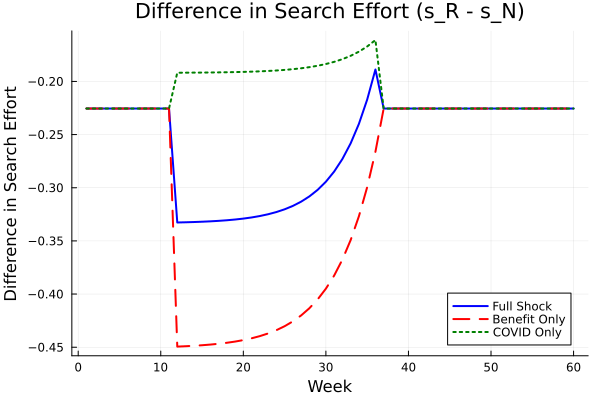 Difference in Search Effort (s_R - s_N)
Difference in Search Effort
−0.20
−0.25
−0.30
−0.35
−0.40
−0.45
Full Shock
Benefit Only
COVID Only
0 10 20 30 40 50 60
Week